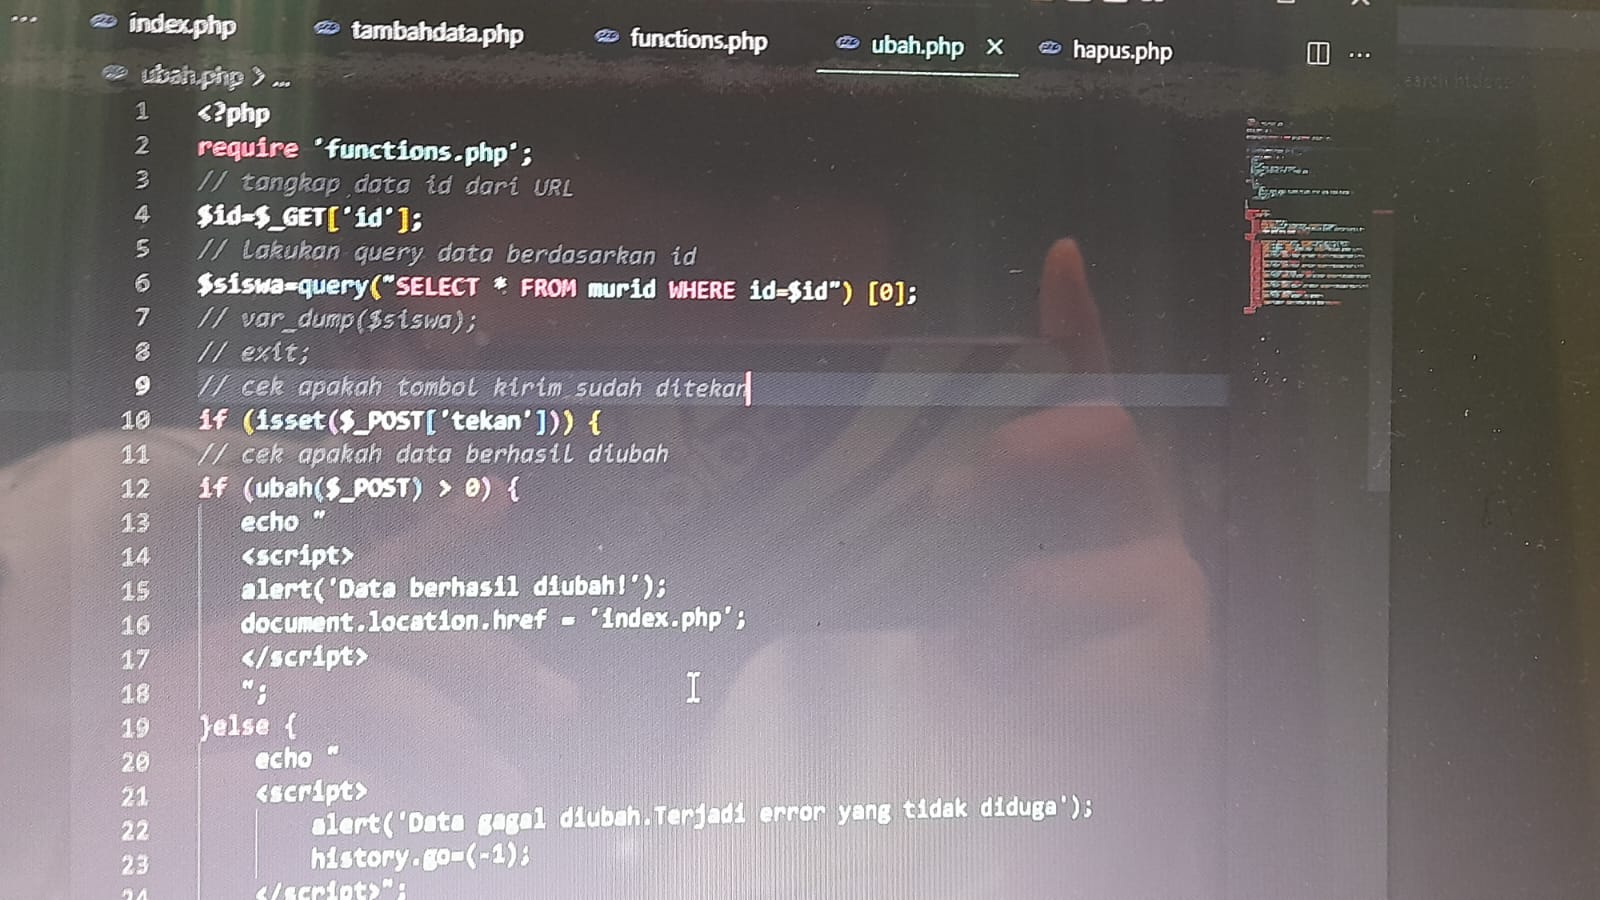 index.php
tambahdata.php
functions.php
ubah.php ×
hapus.php
ubah.php > ...
1 <?php
2 require 'functions.php';
3 // tangkap data id dari URL
4 $id=$_GET['id'];
5 // lakukan query data berdasarkan id
6 $siswa=query("SELECT * FROM murid WHERE id=$id") [0];
7 // var_dump($siswa);
8 // exit;
9 // cek apakah tombol kirim sudah ditekan
10 if (isset($_POST['tekan'])) {
11 // cek apakah data berhasil diubah
12 if (ubah($_POST) > 0) {
13 echo "
14 <script>
15 alert('Data berhasil diubah!');
16 document.location.href = 'index.php';
17 </script>
18 ";
19 }else {
20 echo "
21 <script>
22 alert('Data gagal diubah.Terjadi error yang tidak diduga');
23 history.go=(-1);
24 </script>";